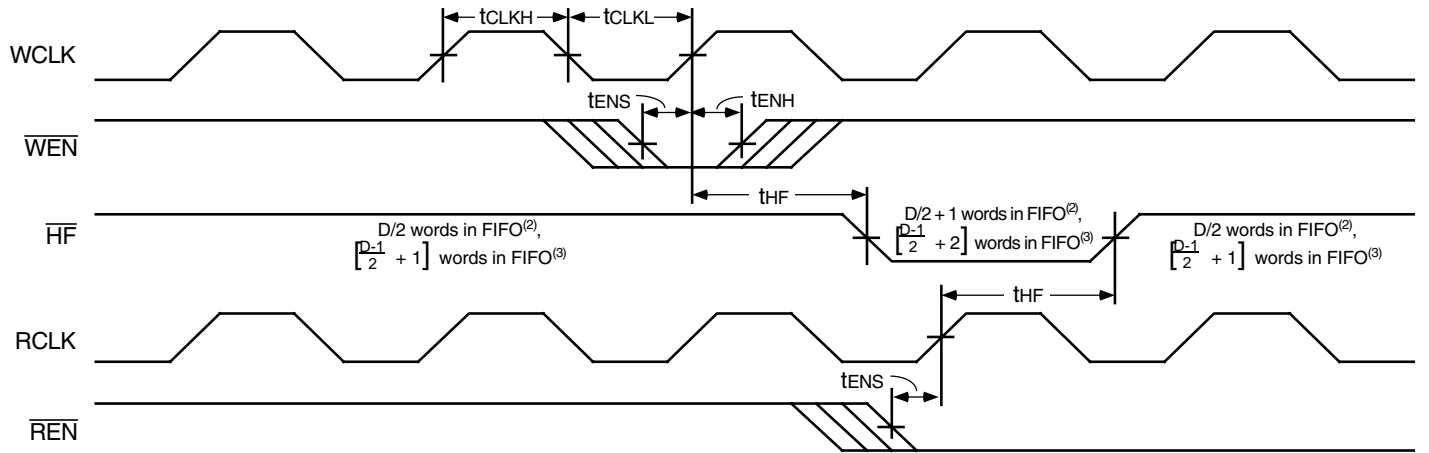 tCLKH
tCLKL
WCLK
tENS
tENH
WEN
tHF
HF
D/2 words in FIFO(2),
[D-1/2 + 1] words in FIFO(3)
D/2 + 1 words in FIFO(2),
[D-1/2 + 2] words in FIFO(3)
D/2 words in FIFO(2),
[D-1/2 + 1] words in FIFO(3)
tHF
RCLK
tENS
REN